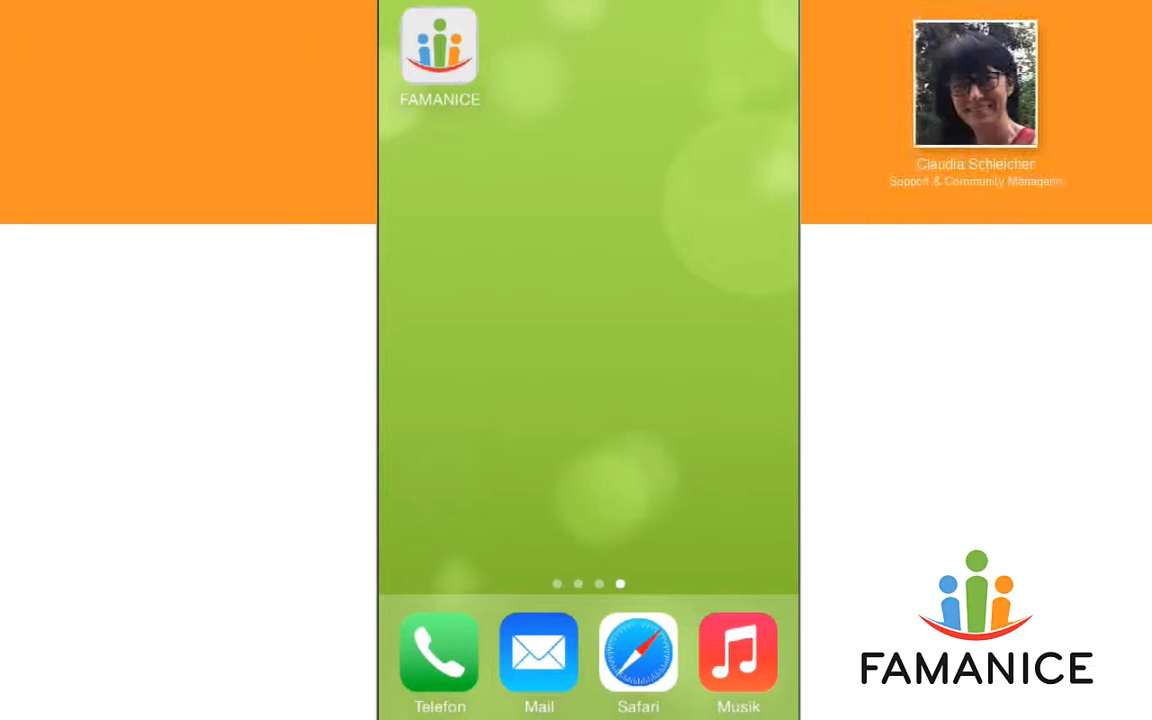 FAMANICE
Claudia Schleicher
Support & Community Managerin
Telefon
Mail
Safari
Musik
FAMANICE